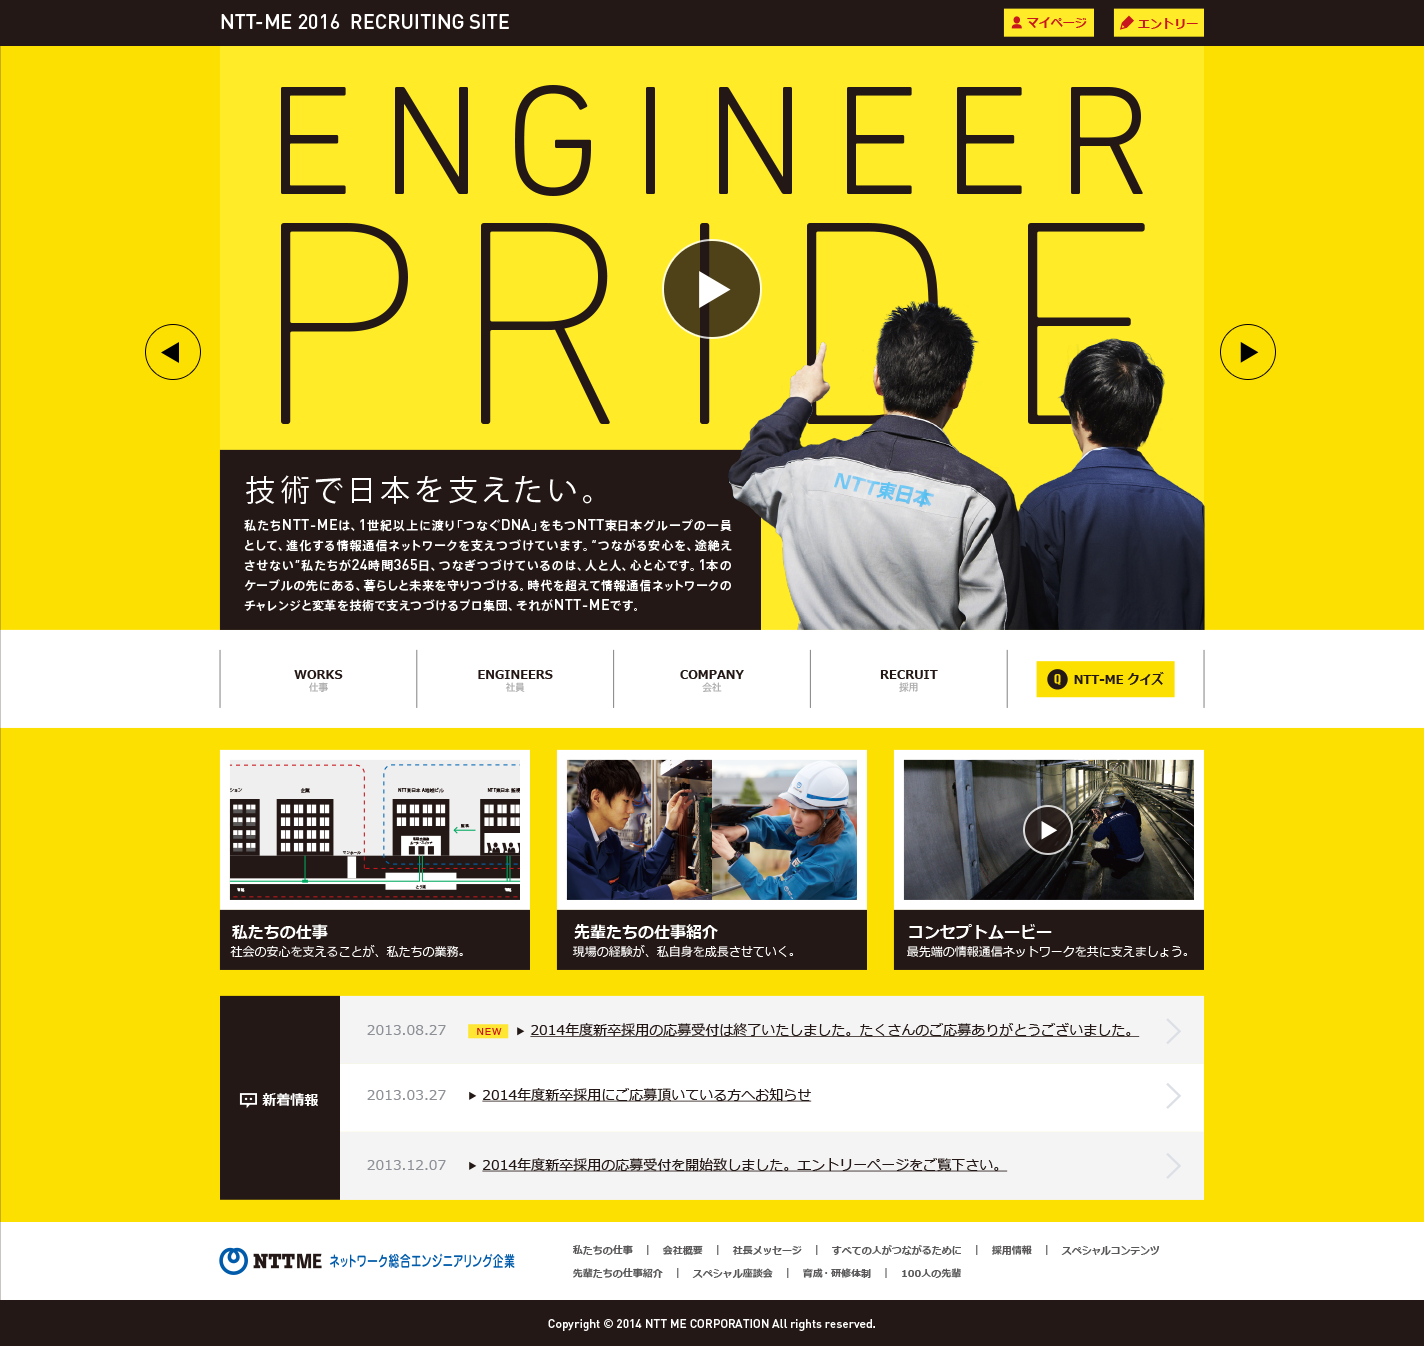 NTT-ME 2016 RECRUITING SITE
マイページ
エントリー
ENGINEER
PRIDE
NTT東日本
技術で日本を支えたい。
私たちNTT-MEは、1世紀以上に渡り「つなぐDNA」をもつNTT東日本グループの一員
として、進化する情報通信ネットワークを支えつづけています。“つながる安心を、途絶え
させない”私たちが24時間365日、つなぎつづけているのは、人と人、心と心です。1本の
ケーブルの先にある、暮らしと未来を守りつづける。時代を超えて情報通信ネットワークの
チャレンジと変革を技術で支えつづけるプロ集団、それがNTT-MEです。
WORKS
仕事
ENGINEERS
社員
COMPANY
会社
RECRUIT
採用
Q NTT-ME クイズ
ション
企業
NTT東日本 A地域ビル
マンホール
とう道
私たちの仕事
社会の安心を支えることが、私たちの業務。
先輩たちの仕事紹介
現場の経験が、私自身を成長させていく。
コンセプトムービー
最先端の情報通信ネットワークを共に支えましょう。
新着情報
2013.08.27 NEW 2014年度新卒採用の応募受付は終了いたしました。たくさんのご応募ありがとうございました。
2013.03.27 2014年度新卒採用にご応募頂いている方へお知らせ
2013.12.07 2014年度新卒採用の応募受付を開始致しました。エントリーページをご覧下さい。
NTTME ネットワーク総合エンジニアリング企業
私たちの仕事 | 会社概要 | 社長メッセージ | すべての人がつながるために | 採用情報 | スペシャルコンテンツ
先輩たちの仕事紹介 | スペシャル座談会 | 育成・研修体制 | 100人の先輩
Copyright © 2014 NTT ME CORPORATION All rights reserved.